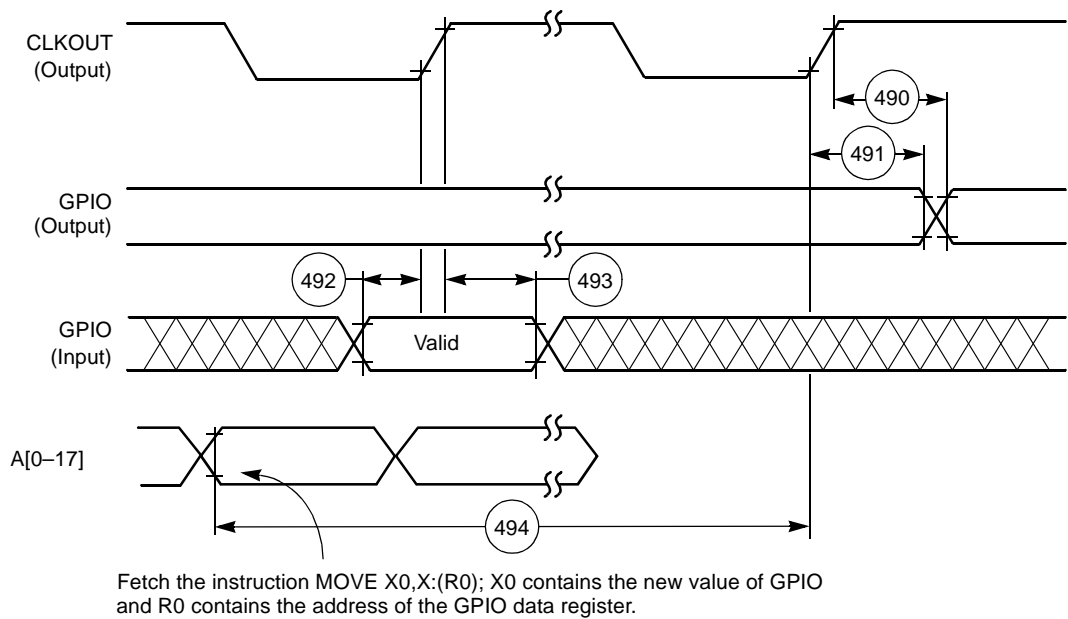 CLKOUT
(Output)
490
491
GPIO
(Output)
492
493
GPIO
(Input)
Valid
A[0–17]
494
Fetch the instruction MOVE X0,X:(R0); X0 contains the new value of GPIO
and R0 contains the address of the GPIO data register.